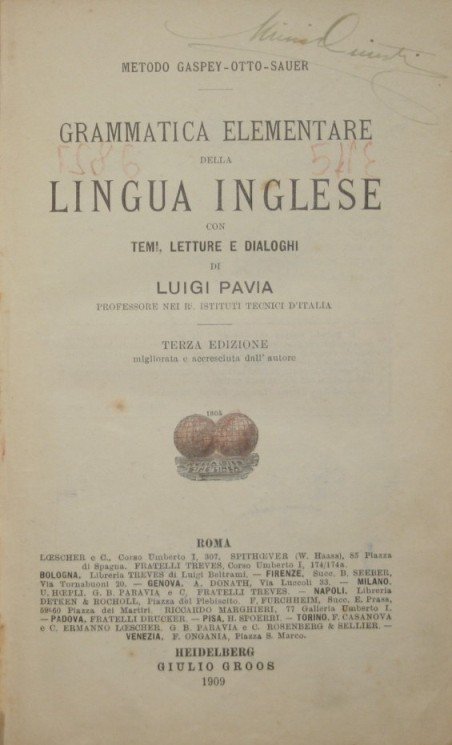 METODO GASPEY-OTTO-SAUER
GRAMMATICA ELEMENTARE
DELLA
LINGUA INGLESE
CON
TEMI, LETTURE E DIALOGHI
DI
LUIGI PAVIA
PROFESSORE NEI Rⁱ. ISTITUTI TECNICI D'ITALIA
TERZA EDIZIONE
migliorata e accresciuta dall' autore
1804
ROMA
LŒSCHER e C., Corso Umberto I, 307, SPITHŒVER (W. Haass), 85 Piazza
di Spagna. FRATELLI TREVES, Corso Umberto I, 174/174a.
BOLOGNA, Libreria TREVES di Luigi Beltrami, — FIRENZE, Succ. B. SEEBER,
Via Tornabuoni 20. — GENOVA, A. DONATH, Via Luccoli 33. — MILANO,
U. HŒPLI, G. B. PARAVIA e C, FRATELLI TREVES. — NAPOLI, Libreria
DETKEN & ROCHOLL, Piazza del Plebiscito. F. FURCHHEIM, Succ. E. Prass,
59-60 Piazza dei Martiri. RICCARDO MARGHIERI, 77 Galleria Umberto I.
— PADOVA, FRATELLI DRUCKER. — PISA, H. SPOERRI. — TORINO, F. CASANOVA
e C. ERMANNO LŒSCHER, G. B. PARAVIA e C. ROSENBERG & SELLIER, —
VENEZIA, F. ONGANIA, Piazza S. Marco.
HEIDELBERG
GIULIO GROOS
1909